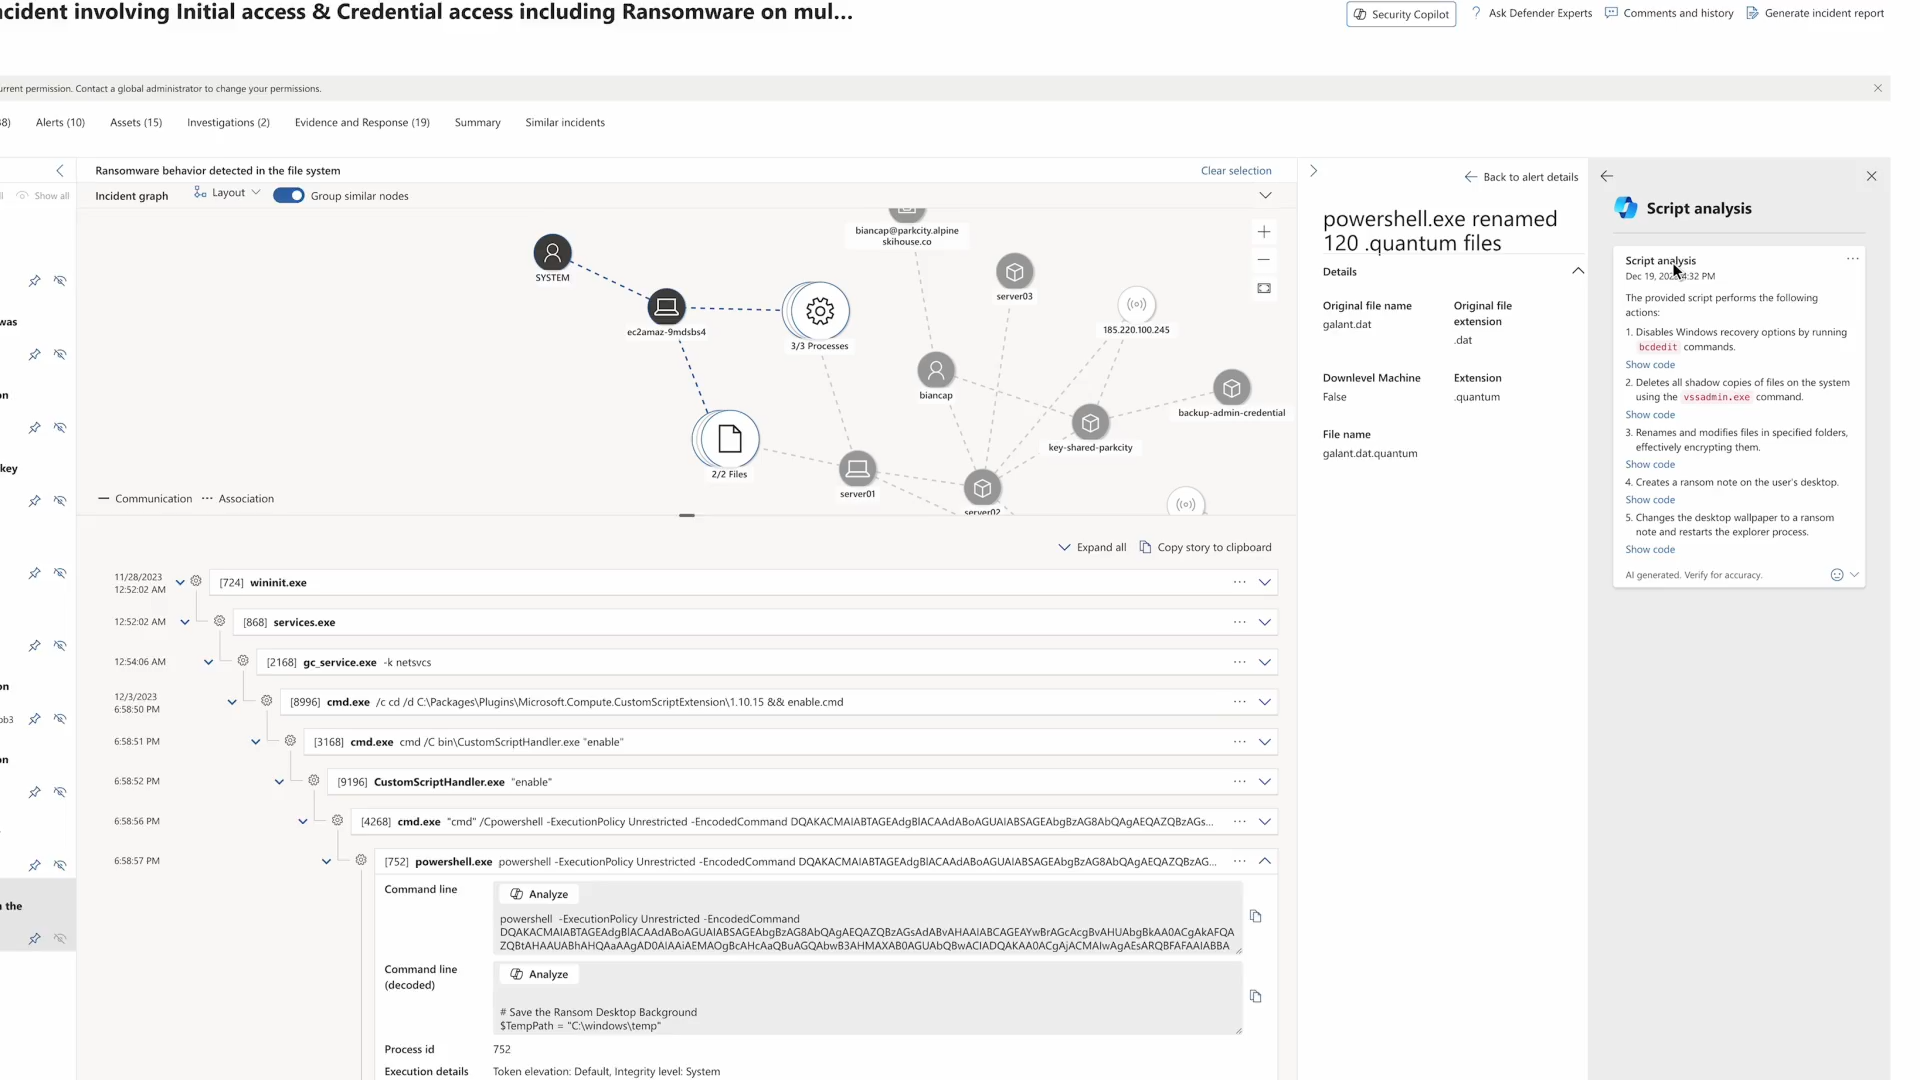 ncident involving Initial access & Credential access including Ransomware on mul...
Security Copilot
Ask Defender Experts
Comments and history
Generate incident report
urrent permission. Contact a global administrator to change your permissions.
Alerts (10)
Assets (15)
Investigations (2)
Evidence and Response (19)
Summary
Similar incidents
Show all
was
on
key
on
ob3
on
n the
Ransomware behavior detected in the file system
Clear selection
Incident graph
Layout
Group similar nodes
biancap@parkcity.alpine
skihouse.co
SYSTEM
server03
ec2amaz-9mdsbs4
3/3 Processes
185.220.100.245
biancap
backup-admin-credential
key-shared-parkcity
2/2 Files
server01
server02
Communication
Association
Expand all
Copy story to clipboard
11/28/2023
12:52:02 AM
[724] wininit.exe
12:52:02 AM
[868] services.exe
12:54:06 AM
[2168] gc_service.exe -k netsvcs
12/3/2023
6:58:50 PM
[8996] cmd.exe /c cd /d C:\Packages\Plugins\Microsoft.Compute.CustomScriptExtension\1.10.15 && enable.cmd
6:58:51 PM
[3168] cmd.exe cmd /C bin\CustomScriptHandler.exe "enable"
6:58:52 PM
[9196] CustomScriptHandler.exe "enable"
6:58:56 PM
[4268] cmd.exe "cmd" /Cpowershell -ExecutionPolicy Unrestricted -EncodedCommand
6:58:57 PM
[752] powershell.exe powershell -ExecutionPolicy Unrestricted -EncodedCommand
Command line
Analyze
powershell -ExecutionPolicy Unrestricted -EncodedCommand
Command line
(decoded)
Analyze
# Save the Ransom Desktop Background
$TempPath = "C:\windows\temp"
Process id
752
Execution details
Token elevation: Default, Integrity level: System
Back to alert details
powershell.exe renamed
120 .quantum files
Details
Original file name
galant.dat
Original file
extension
.dat
Downlevel Machine
False
Extension
.quantum
File name
galant.dat.quantum
Script analysis
Script analysis
Dec 19, 4:32 PM
The provided script performs the following
actions:
1. Disables Windows recovery options by running
bcdedit commands.
Show code
2. Deletes all shadow copies of files on the system
using the vssadmin.exe command.
Show code
3. Renames and modifies files in specified folders,
effectively encrypting them.
Show code
4. Creates a ransom note on the user's desktop.
Show code
5. Changes the desktop wallpaper to a ransom
note and restarts the explorer process.
Show code
AI generated. Verify for accuracy.